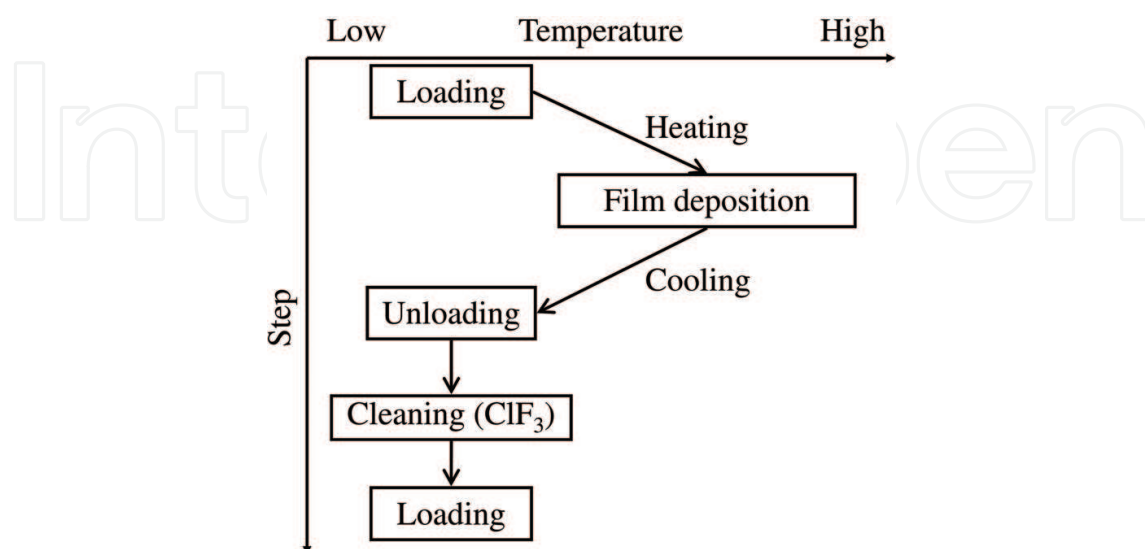 Low Temperature High
Loading
Heating
Film deposition
Cooling
Unloading
Step
Cleaning (ClF₃)
Loading